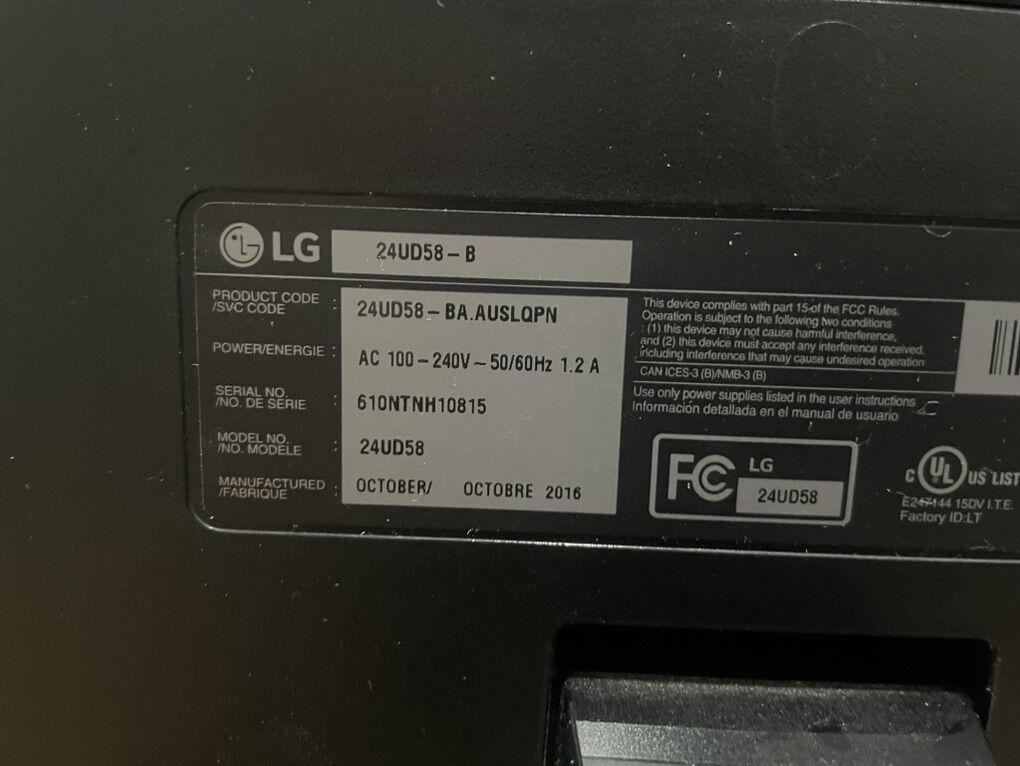 LG 24UD58-B
PRODUCT CODE
/SVC CODE : 24UD58-BA.AUSLQPN
POWER/ENERGIE : AC 100-240V~50/60Hz 1.2 A
SERIAL NO.
/NO. DE SÉRIE : 610NTNH10815
MODEL NO.
/NO. MODÈLE : 24UD58
MANUFACTURED
/FABRIQUE : OCTOBER/ OCTOBRE 2016
This device complies with part 15 of the FCC Rules.
Operation is subject to the following two conditions
: (1) this device may not cause harmful interference,
and (2) this device must accept any interference received,
including interference that may cause undesired operation
CAN ICES-3 (B)/NMB-3 (B)
Use only power supplies listed in the user instructions
Información detallada en el manual de usuario
FC LG
24UD58
C UL US LIST
E247144 15DV I.T.E.
Factory ID:LT